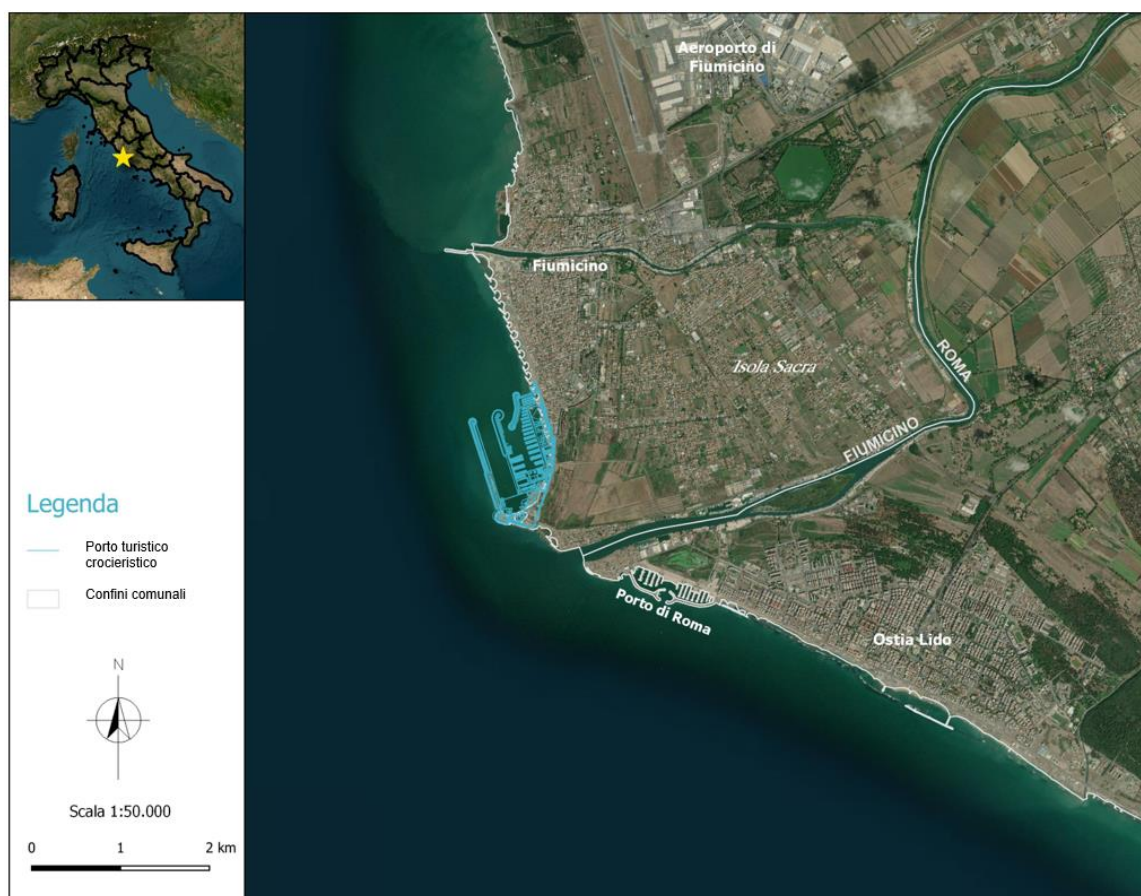 Aeroporto di
Fiumicino
Fiumicino
Isola Sacra
ROMA
FIUMICINO
Porto di Roma
Ostia Lido
Legenda
Porto turistico
crocieristico
Confini comunali
N
Scala 1:50.000
0 1 2 km